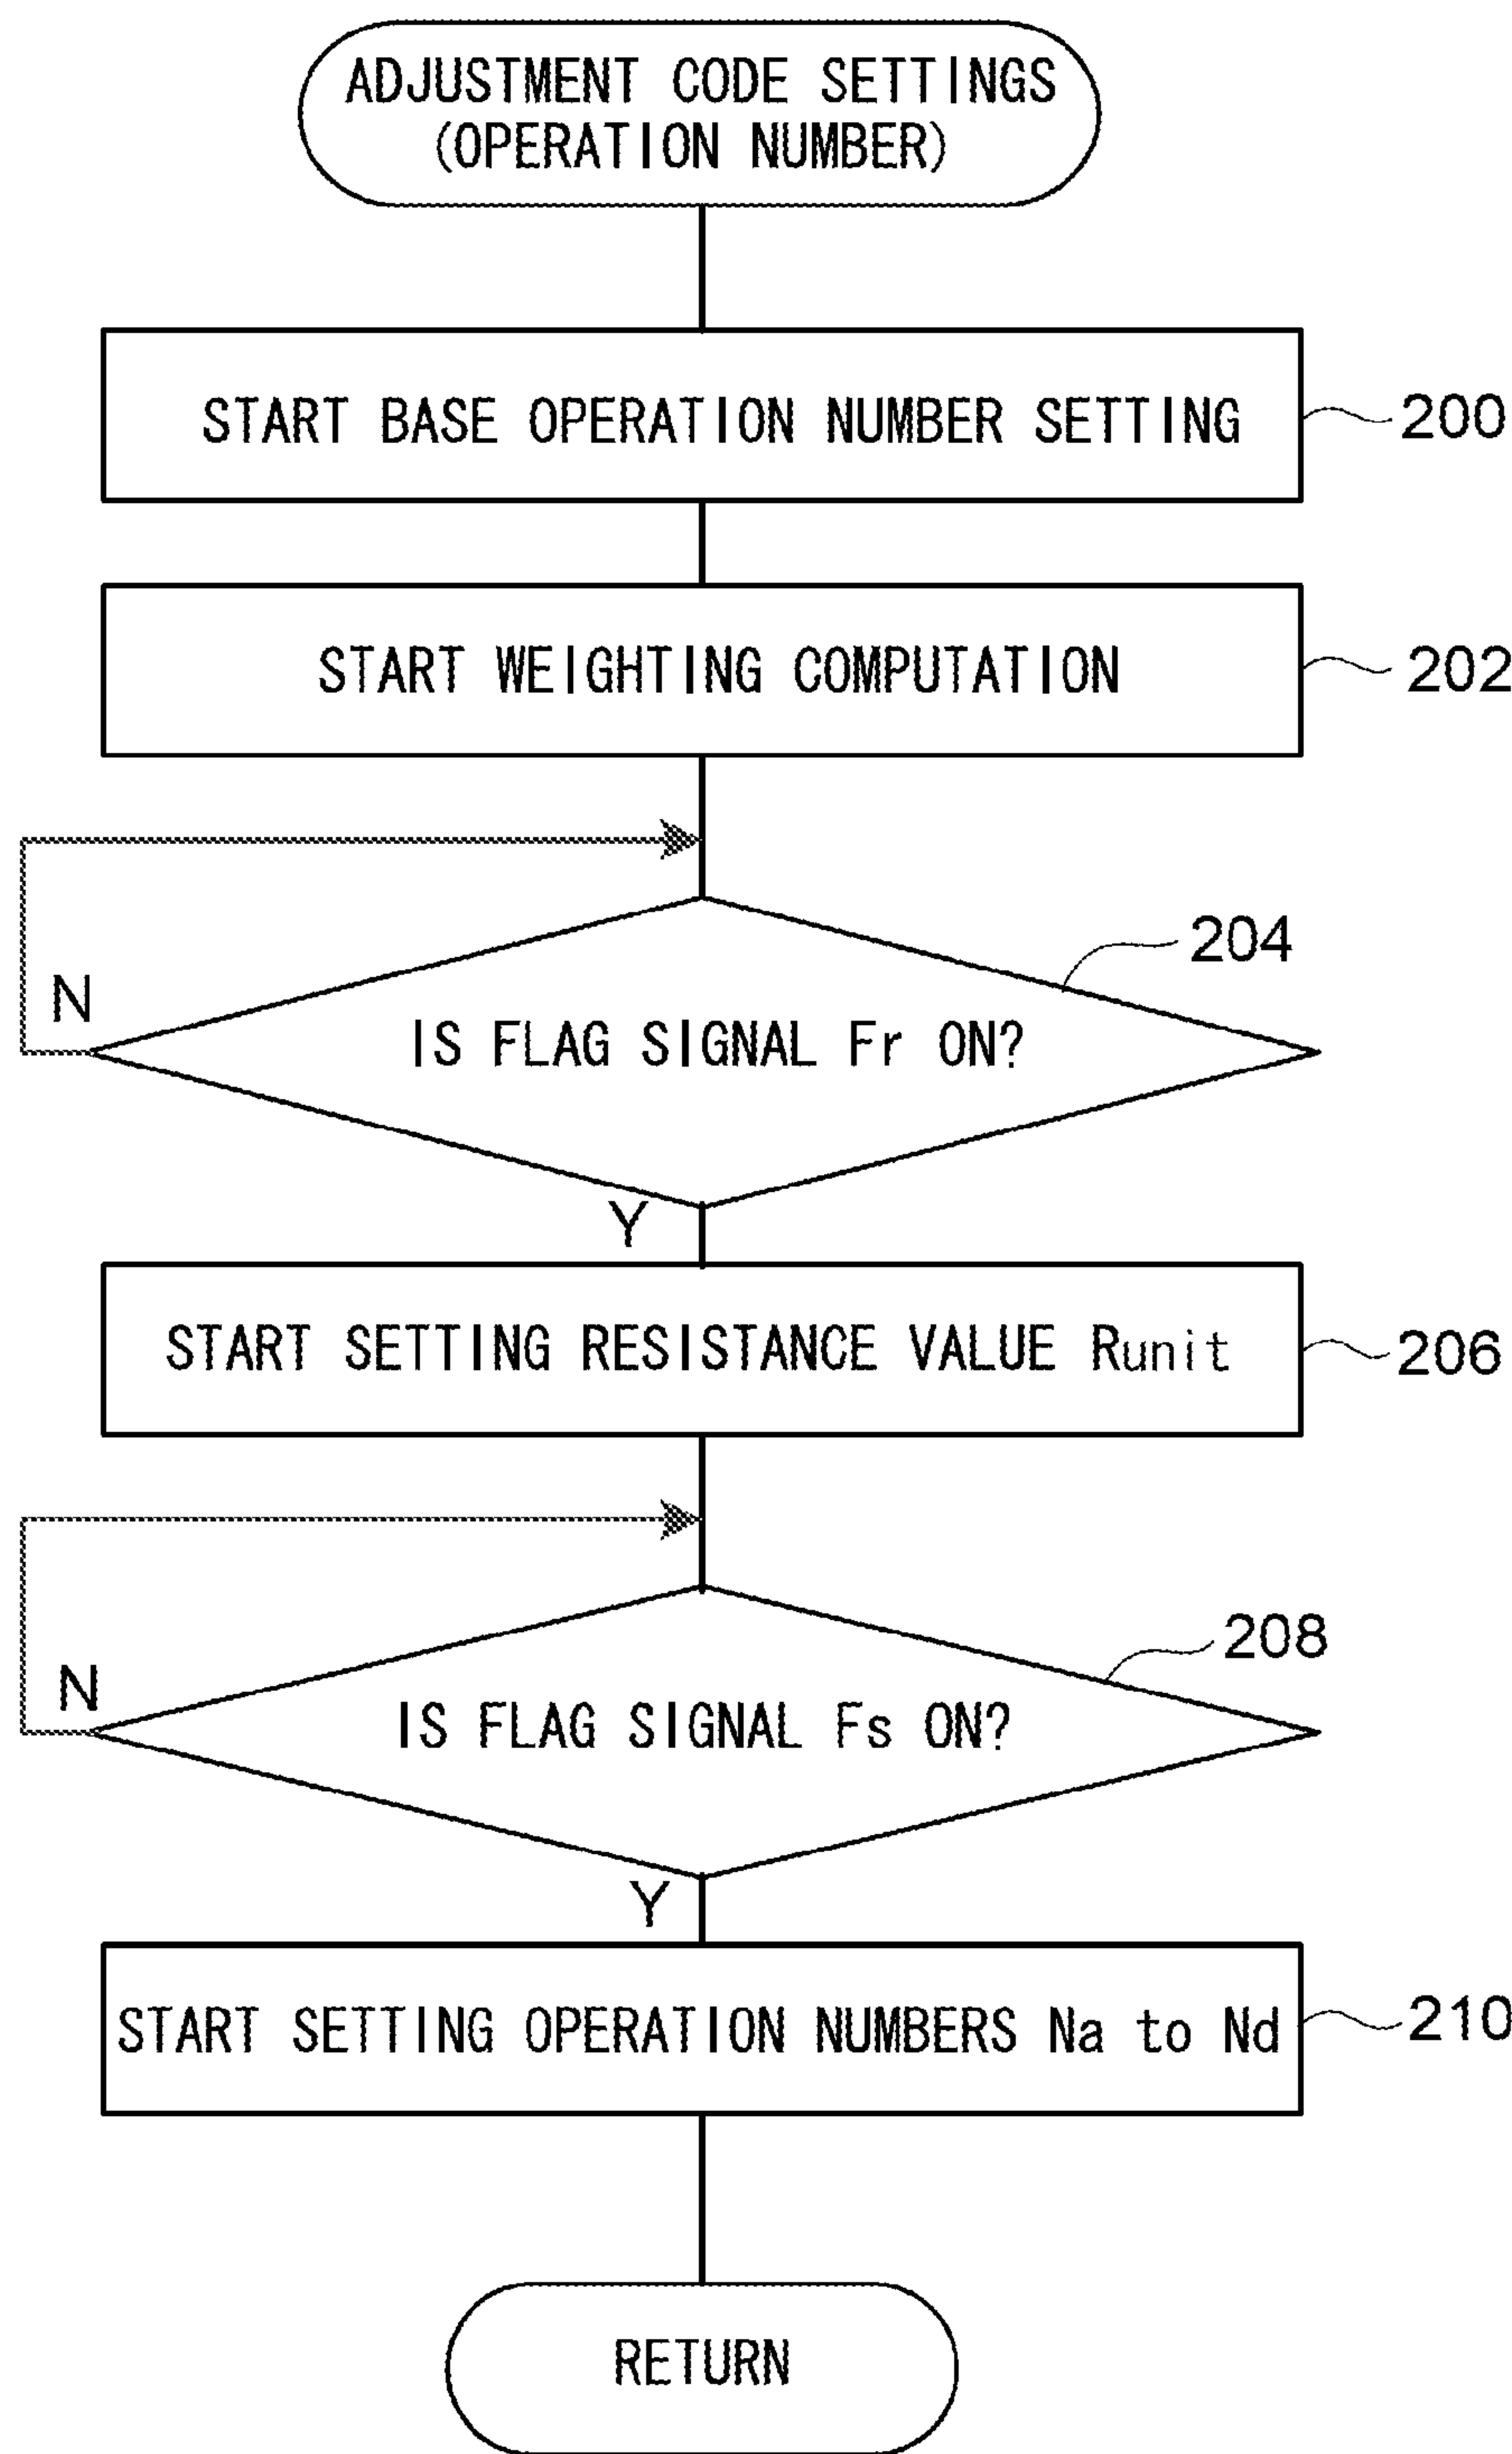 ADJUSTMENT CODE SETTINGS
(OPERATION NUMBER)
START BASE OPERATION NUMBER SETTING
200
START WEIGHTING COMPUTATION
202
204
N
IS FLAG SIGNAL Fr ON?
Y
START SETTING RESISTANCE VALUE Runit
206
208
N
IS FLAG SIGNAL Fs ON?
Y
START SETTING OPERATION NUMBERS Na to Nd
210
RETURN